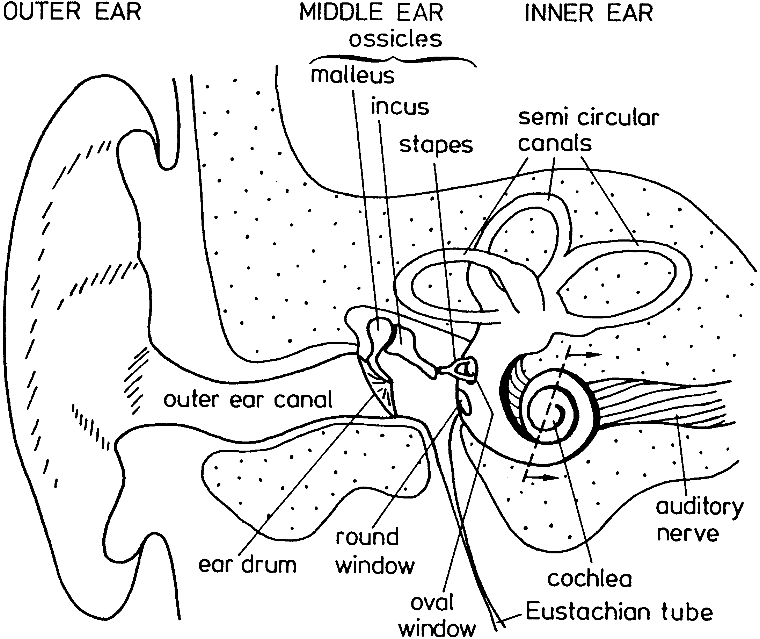 OUTER EAR
MIDDLE EAR
INNER EAR
ossicles
malleus
incus
stapes
semi circular
canals
outer ear canal
ear drum
round
window
oval
window
Eustachian tube
cochlea
auditory
nerve